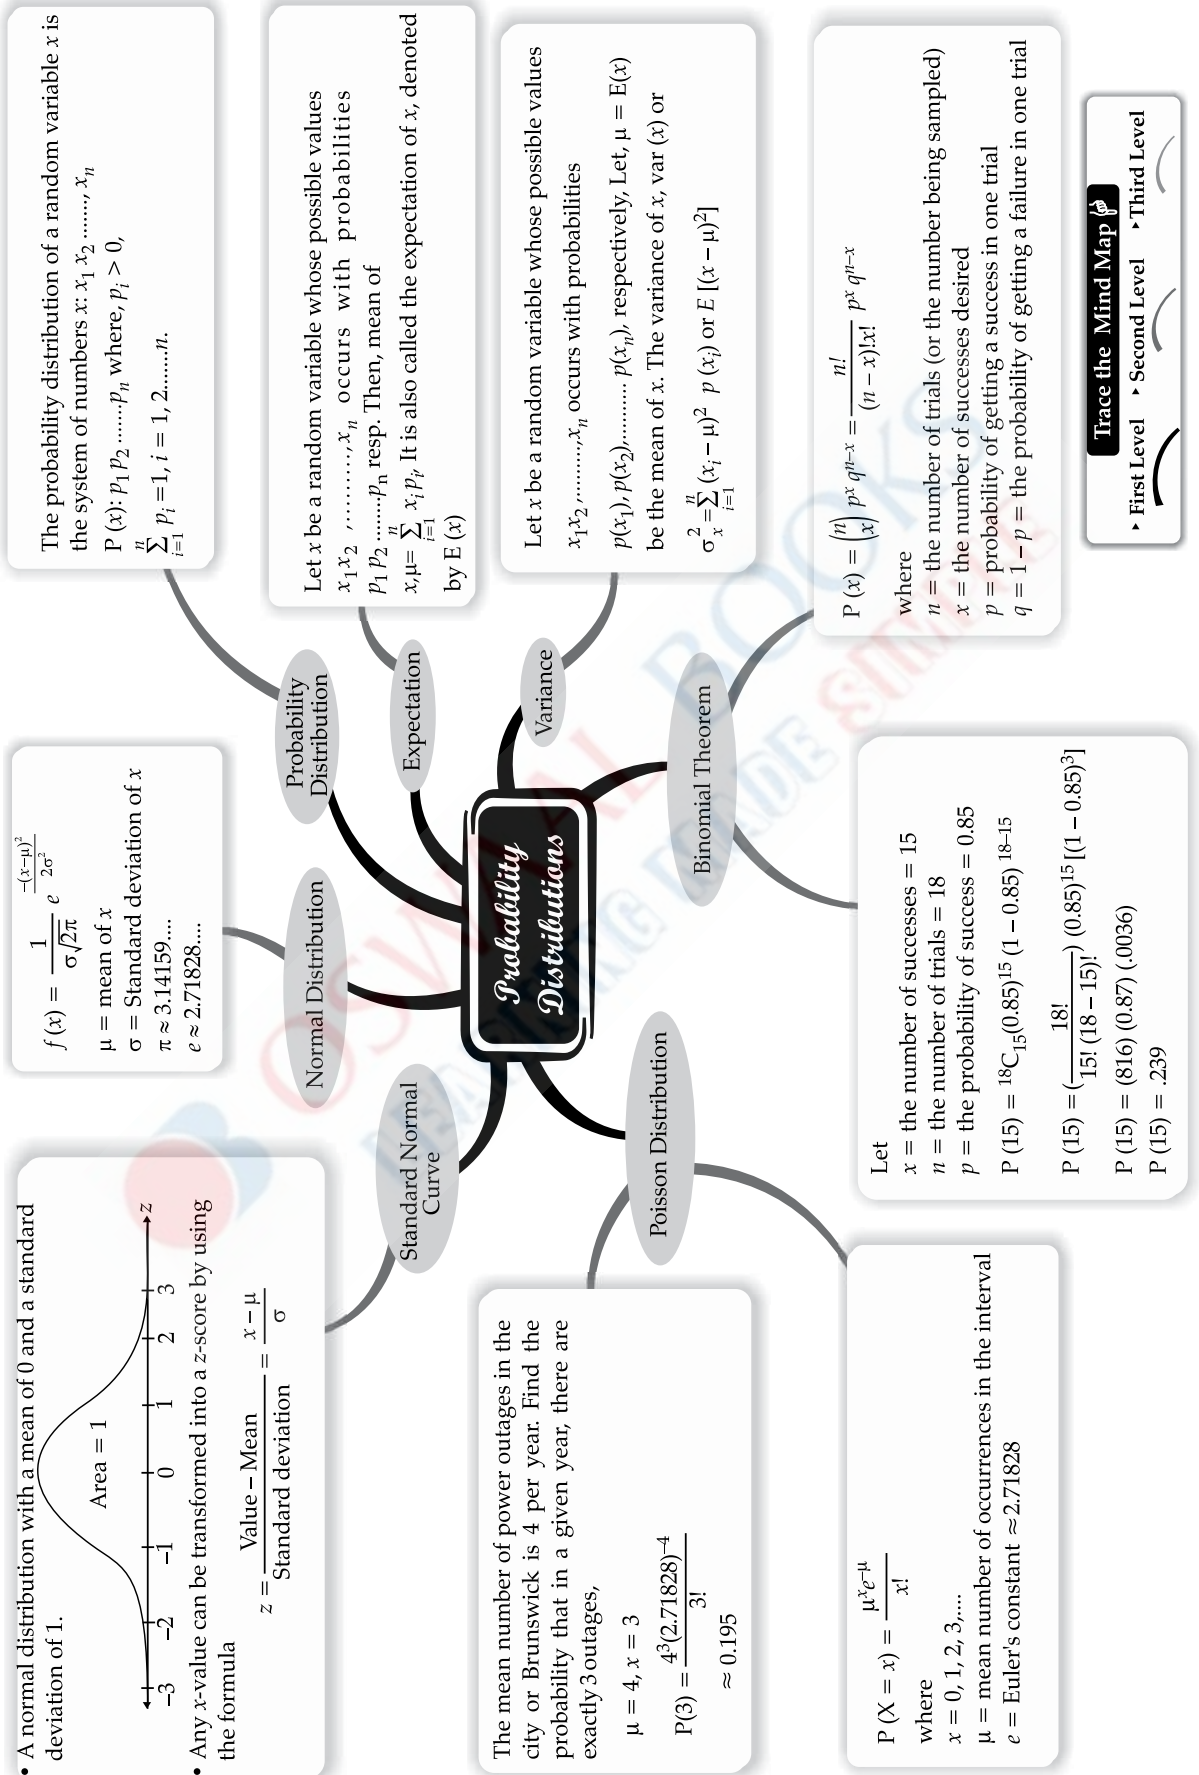 • A normal distribution with a mean of 0 and a standard
deviation of 1.
Area = 1
–3 –2 –1 0 1 2 3 z
• Any x-value can be transformed into a z-score by using
the formula
z = Value – Mean / Standard deviation = x – μ / σ
f (x) = 1 / σ√2π e^(–(x–μ)² / 2σ²)
μ = mean of x
σ = Standard deviation of x
π ≈ 3.14159....
e ≈ 2.71828....
The probability distribution of a random variable x is
the system of numbers x: x₁ x₂ ........, xₙ
P (x): p₁ p₂ .......pₙ where, pᵢ > 0,
n
∑ pᵢ =1, i = 1, 2........n.
i=1
Let x be a random variable whose possible values
x₁x₂ ,..........,xₙ occurs with probabilities
p₁ p₂ ........pₙ resp. Then, mean of
n
x,μ= ∑ xᵢ pᵢ, It is also called the expectation of x, denoted
i=1
by E (x)
Let x be a random variable whose possible values
x₁x₂,..........,xₙ occurs with probabilities
p(x₁), p(x₂),........... p(xₙ), respectively, Let, μ = E(x)
be the mean of x. The variance of x, var (x) or
n
σ²ₓ = ∑ (xᵢ – μ)² p (xᵢ) or E [(x – μ)²]
i=1
P (x) = (n x) pˣ qⁿ⁻ˣ = n! / (n – x)!x! pˣ qⁿ⁻ˣ
where
n = the number of trials (or the number being sampled)
x = the number of successes desired
p = probability of getting a success in one trial
q = 1 – p = the probability of getting a failure in one trial
Standard Normal
Curve
Normal Distribution
Probability
Distribution
Expectation
Variance
Binomial Theorem
Poisson Distribution
Probability
Distributions
The mean number of power outages in the
city or Brunswick is 4 per year. Find the
probability that in a given year, there are
exactly 3 outages,
μ = 4, x = 3
P(3) = 4³(2.71828)⁻⁴ / 3!
≈ 0.195
P (X = x) = μˣe⁻μ / x!
where
x = 0, 1, 2, 3,....
μ = mean number of occurrences in the interval
e = Euler's constant ≈ 2.71828
Let
x = the number of successes = 15
n = the number of trials = 18
p = the probability of success = 0.85
P (15) = ¹⁸C₁₅(0.85)¹⁵ (1 – 0.85) ¹⁸⁻¹⁵
P (15) = (18! / 15! (18 – 15)!) (0.85)¹⁵ [(1 – 0.85)³]
P (15) = (816) (0.87) (.0036)
P (15) = .239
Trace the Mind Map
▸ First Level ▸ Second Level ▸ Third Level
OSWAAL BOOKS
LEARNING MADE SIMPLE